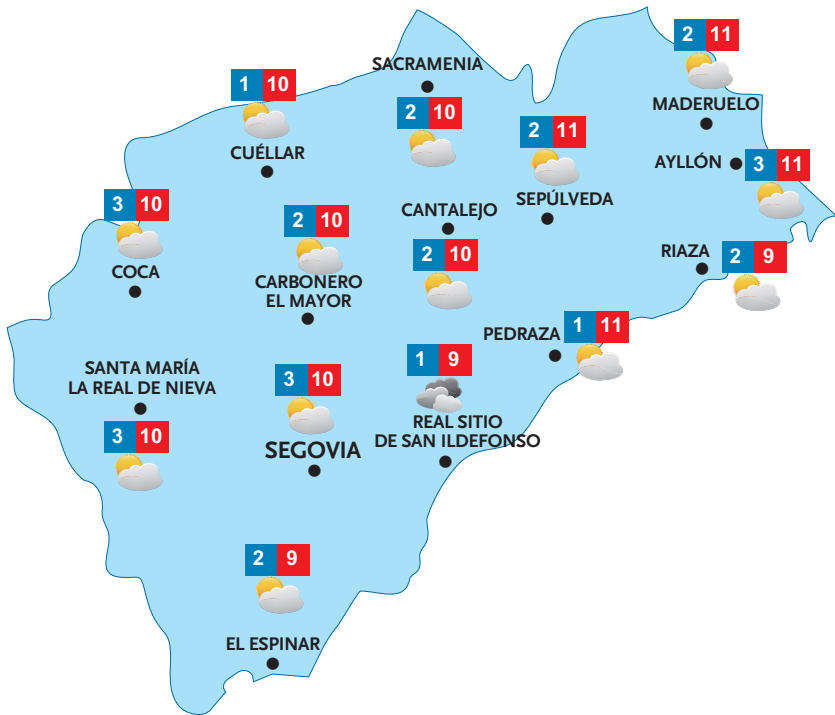 2 11
MADERUELO
SACRAMENIA
2 10
1 10
CUÉLLAR
2 11
SEPÚLVEDA
AYLLÓN
3 11
3 10
COCA
2 10
CARBONERO
EL MAYOR
CANTALEJO
2 10
RIAZA
2 9
PEDRAZA
1 11
SANTA MARÍA
LA REAL DE NIEVA
3 10
3 10
SEGOVIA
1 9
REAL SITIO
DE SAN ILDEFONSO
2 9
EL ESPINAR